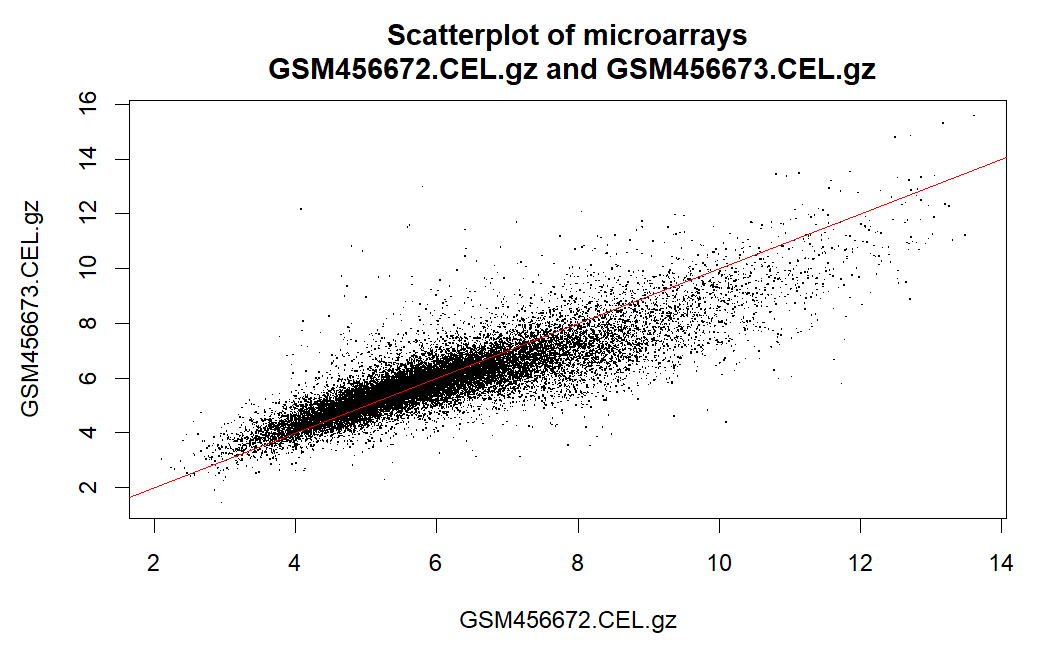 Scatterplot of microarrays
GSM456672.CEL.gz and GSM456673.CEL.gz
16
14
12
10
8
6
4
2
GSM456673.CEL.gz
2 4 6 8 10 12 14
GSM456672.CEL.gz